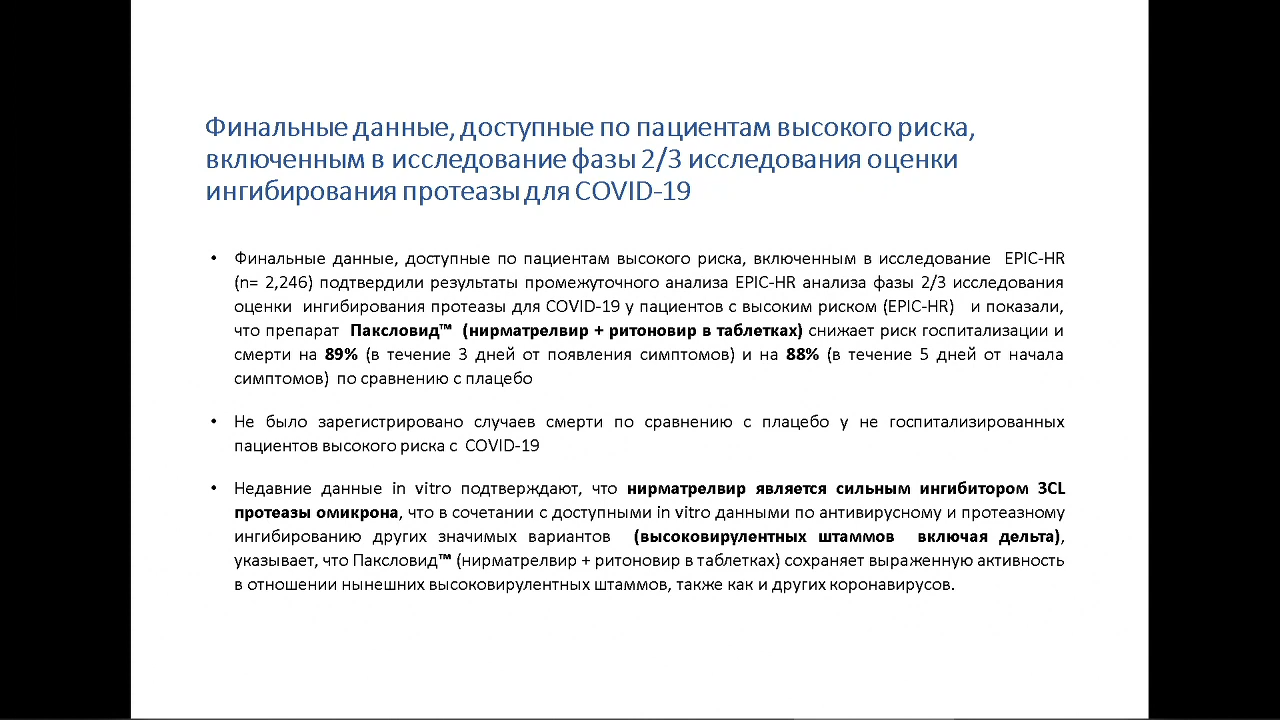 Финальные данные, доступные по пациентам высокого риска,
включенным в исследование фазы 2/3 исследования оценки
ингибирования протеазы для COVID-19
• Финальные данные, доступные по пациентам высокого риска, включенным в исследование EPIC-HR
(n= 2,246) подтвердили результаты промежуточного анализа EPIC-HR анализа фазы 2/3 исследования
оценки ингибирования протеазы для COVID-19 у пациентов с высоким риском (EPIC-HR) и показали,
что препарат Паксловид™ (нирматрелвир + ритоновир в таблетках) снижает риск госпитализации и
смерти на 89% (в течение 3 дней от появления симптомов) и на 88% (в течение 5 дней от начала
симптомов) по сравнению с плацебо
• Не было зарегистрировано случаев смерти по сравнению с плацебо у не госпитализированных
пациентов высокого риска с COVID-19
• Недавние данные in vitro подтверждают, что нирматрелвир является сильным ингибитором 3CL
протеазы омикрона, что в сочетании с доступными in vitro данными по антивирусному и протеазному
ингибированию других значимых вариантов (высоковирулентных штаммов включая дельта),
указывает, что Паксловид™ (нирматрелвир + ритоновир в таблетках) сохраняет выраженную активность
в отношении нынешних высоковирулентных штаммов, также как и других коронавирусов.